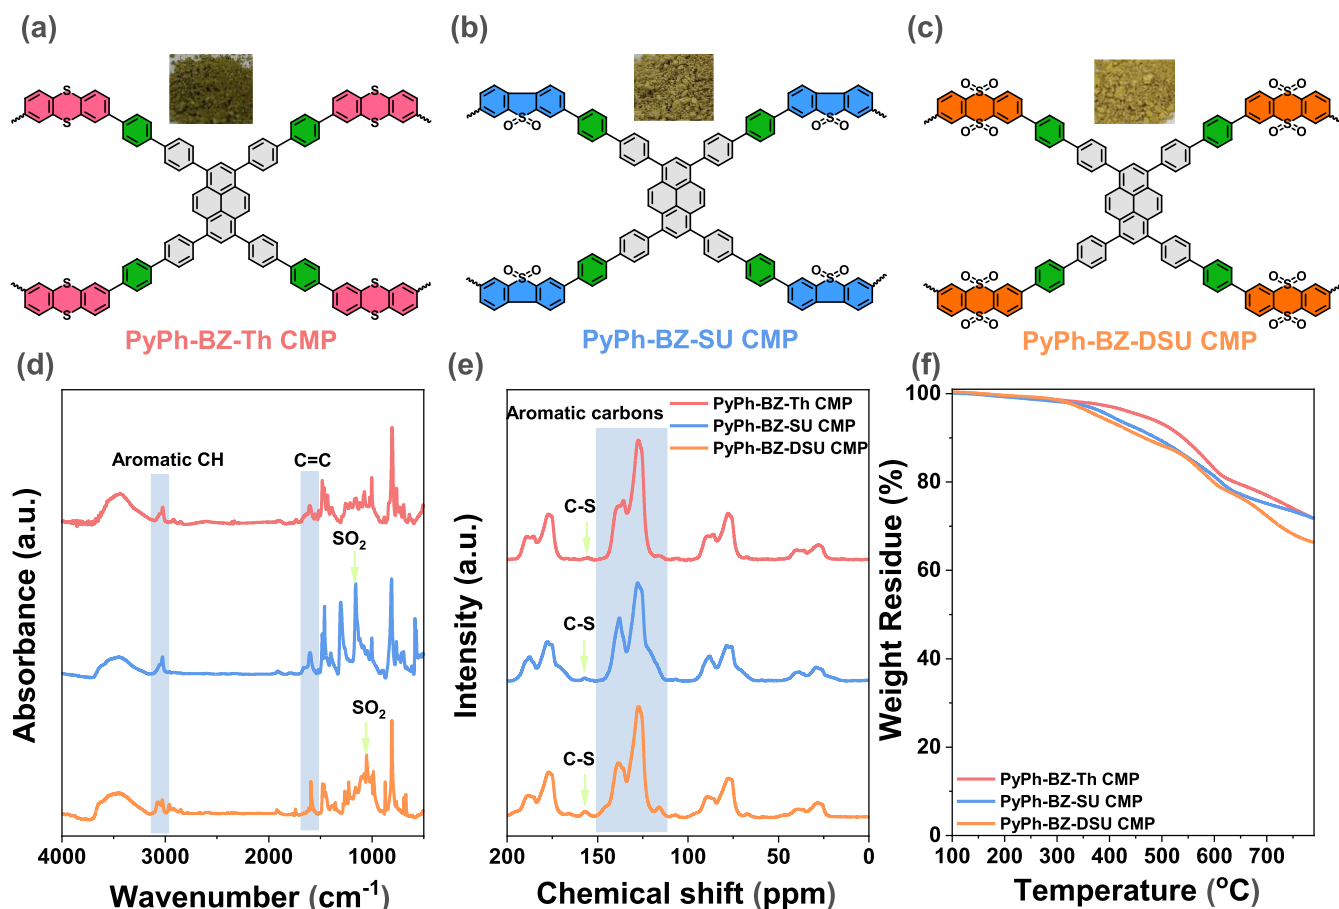 (a)
(b)
(c)
S S S S
S S S S
O O S
O O S
O O S
O O S
O O S S O O
O O S S O O
O O S S O O
O O S S O O
PyPh-BZ-Th CMP
PyPh-BZ-SU CMP
PyPh-BZ-DSU CMP
(d)
Aromatic CH
C=C
SO2
SO2
Absorbance (a.u.)
4000 3000 2000 1000
Wavenumber (cm-1)
(e)
Aromatic carbons
PyPh-BZ-Th CMP
PyPh-BZ-SU CMP
PyPh-BZ-DSU CMP
C-S
C-S
C-S
Intensity (a.u.)
200 150 100 50 0
Chemical shift (ppm)
(f)
100
80
60
40
20
0
Weight Residue (%)
PyPh-BZ-Th CMP
PyPh-BZ-SU CMP
PyPh-BZ-DSU CMP
100 200 300 400 500 600 700
Temperature (oC)